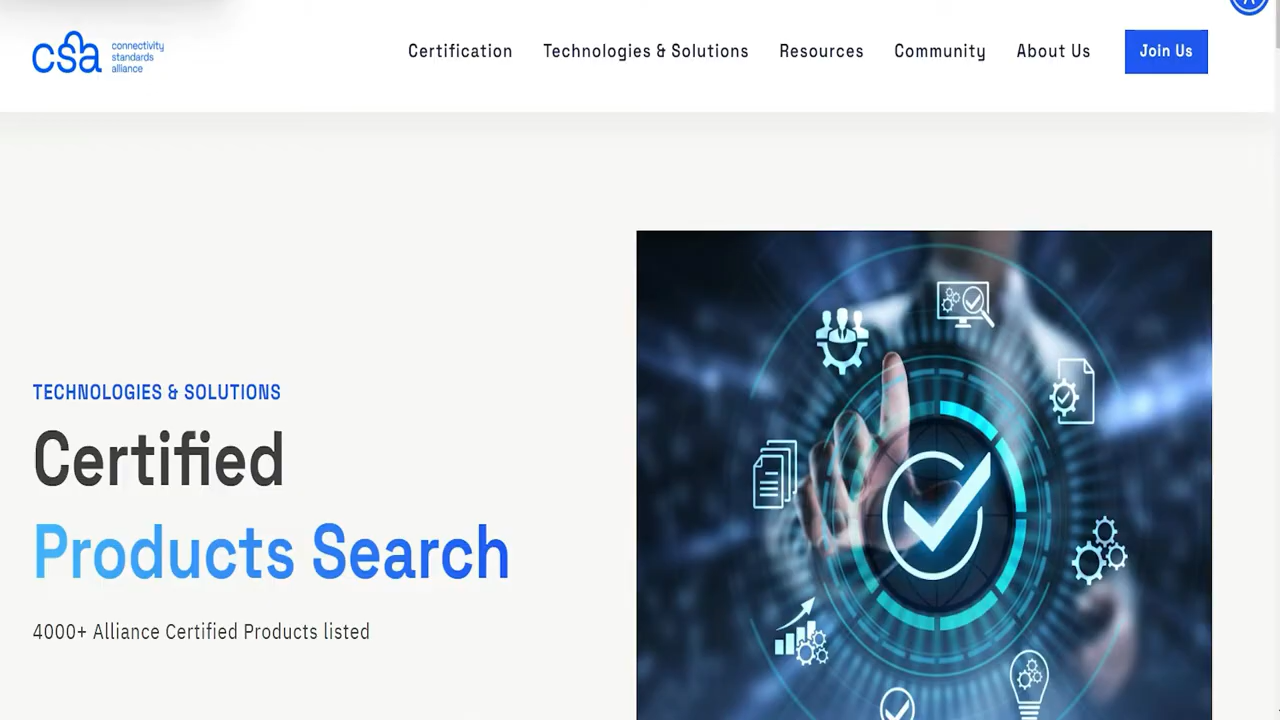 csa connectivity
standards
alliance
Certification Technologies & Solutions Resources Community About Us Join Us
TECHNOLOGIES & SOLUTIONS
Certified
Products Search
4000+ Alliance Certified Products listed